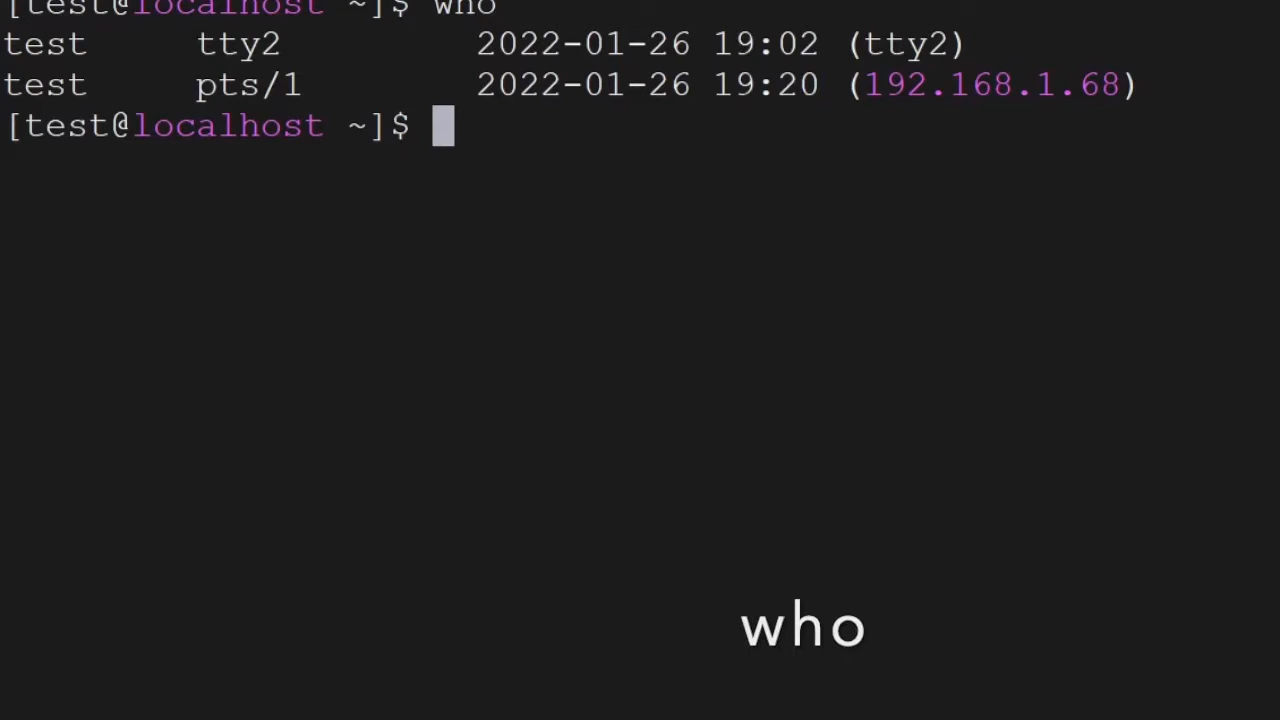 [test@localhost ~]$ who
test     tty2         2022-01-26 19:02 (tty2)
test     pts/1        2022-01-26 19:20 (192.168.1.68)
[test@localhost ~]$
who